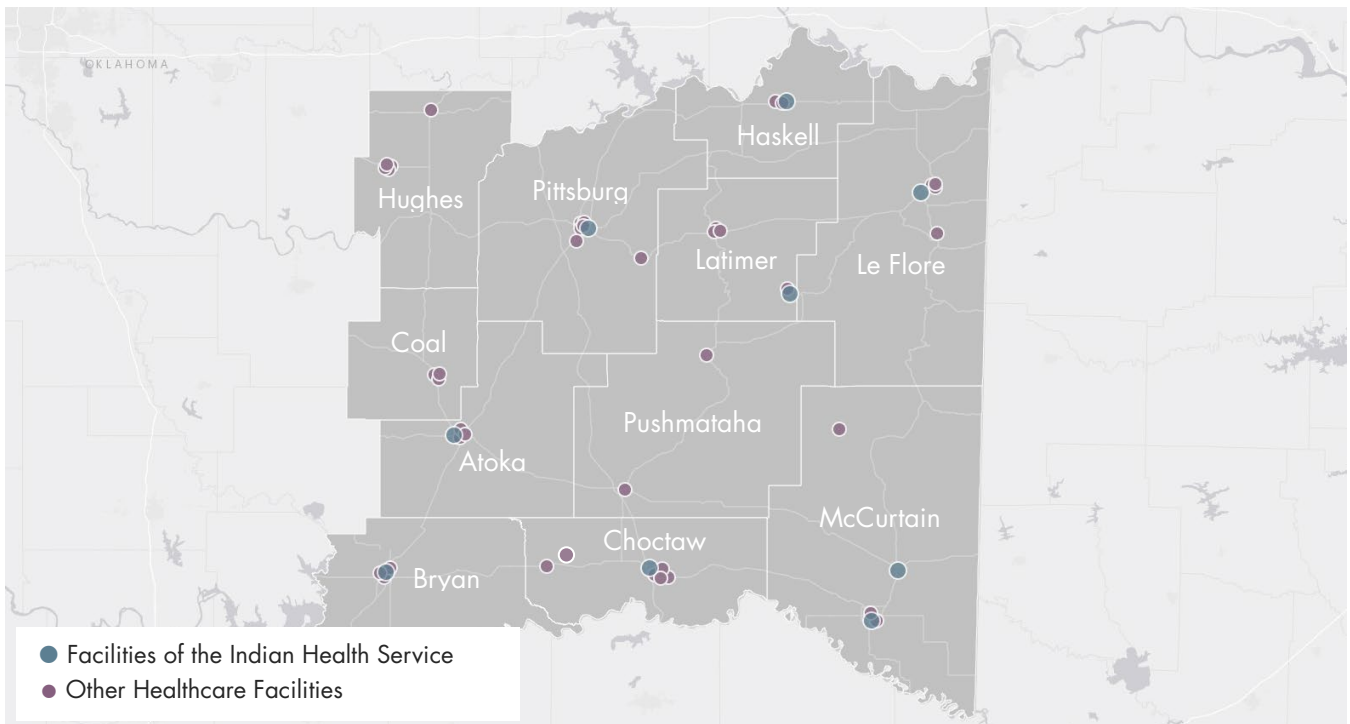 OKLAHOMA
Haskell
Hughes
Pittsburg
Latimer
Le Flore
Coal
Pushmataha
Atoka
McCurtain
Choctaw
Bryan
Facilities of the Indian Health Service
Other Healthcare Facilities